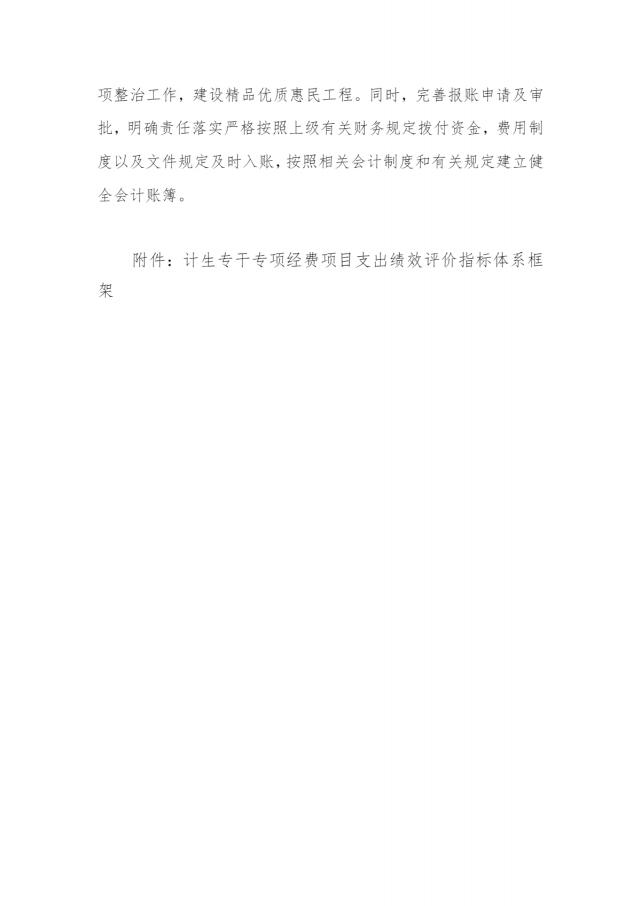 项整治工作，建设精品优质惠民工程。同时，完善报账申请及审
批，明确责任落实严格按照上级有关财务规定拨付资金，费用制
度以及文件规定及时入账，按照相关会计制度和有关规定建立健
全会计账簿。
附件：计生专干专项经费项目支出绩效评价指标体系框
架